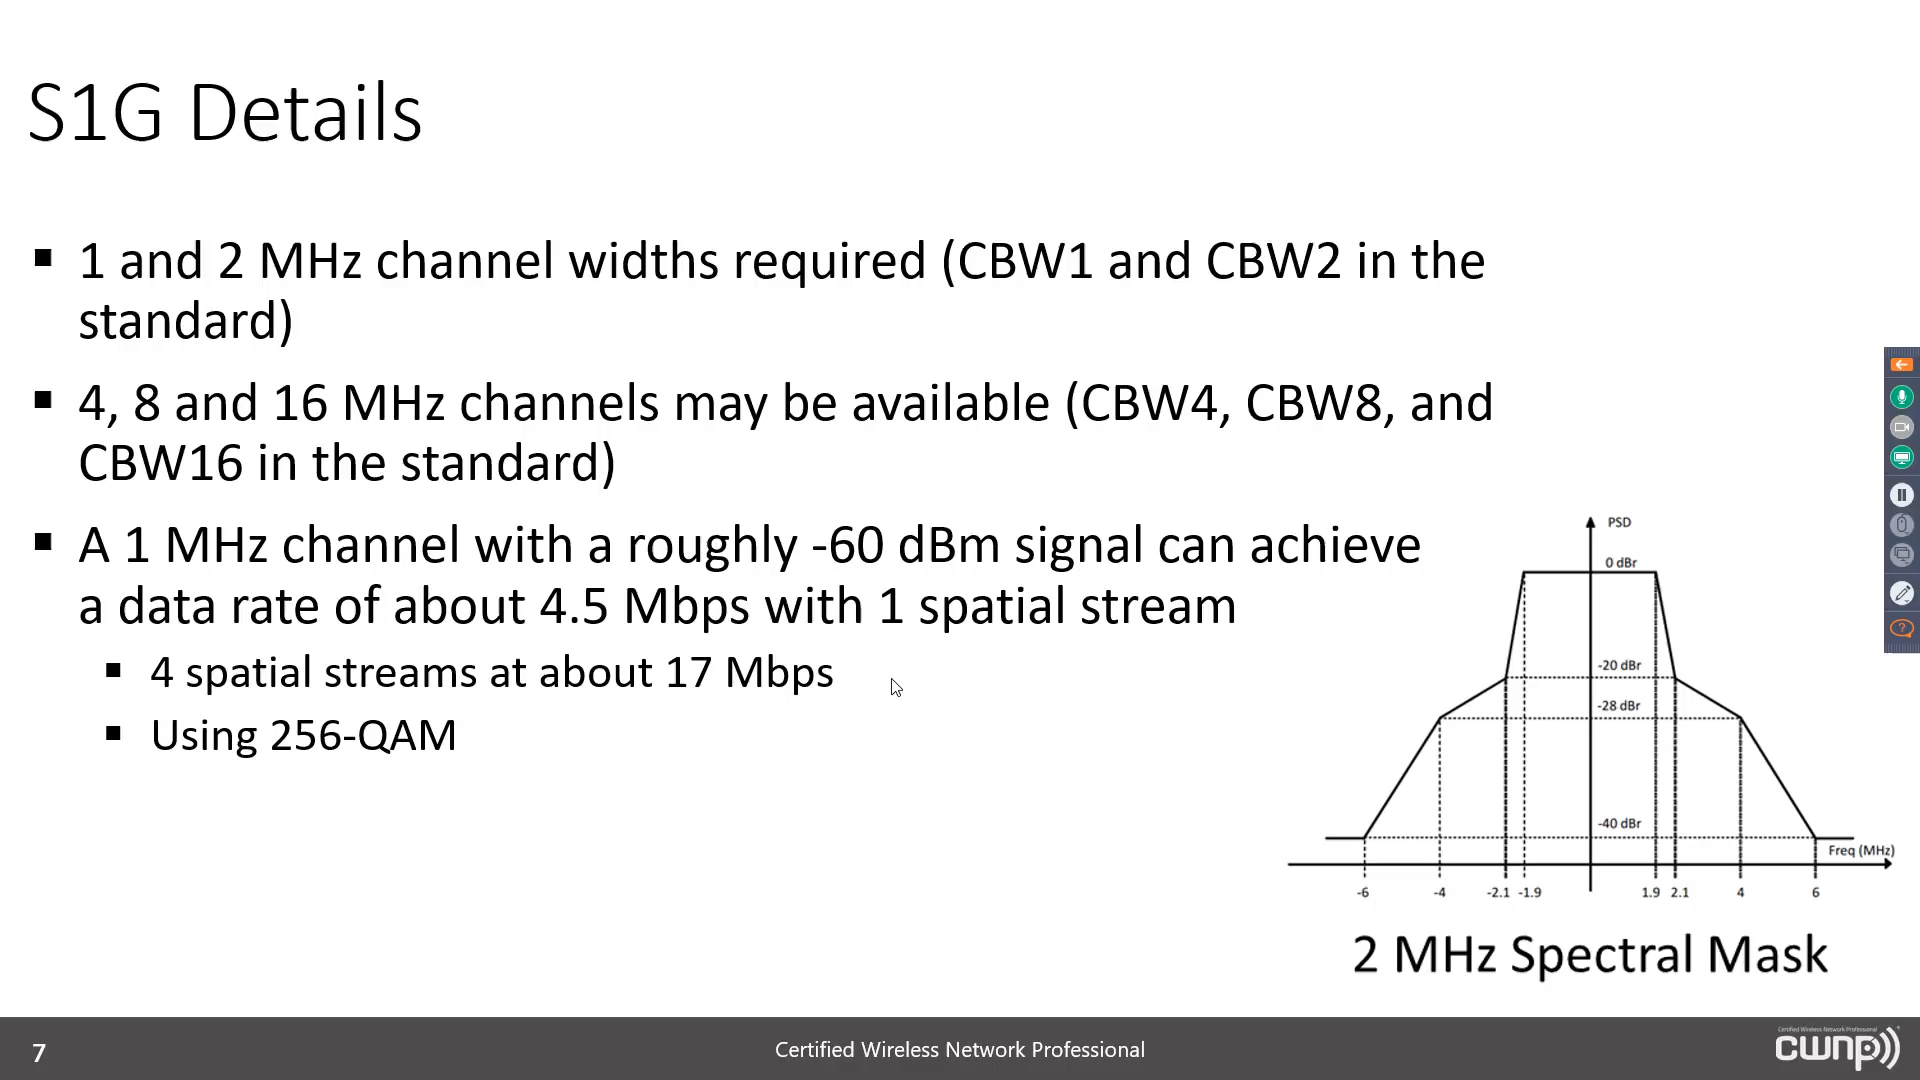 S1G Details
1 and 2 MHz channel widths required (CBW1 and CBW2 in the
standard)
4, 8 and 16 MHz channels may be available (CBW4, CBW8, and
CBW16 in the standard)
A 1 MHz channel with a roughly -60 dBm signal can achieve
a data rate of about 4.5 Mbps with 1 spatial stream
4 spatial streams at about 17 Mbps
Using 256-QAM
PSD
0 dBr
-20 dBr
-28 dBr
-40 dBr
Freq (MHz)
-6 -4 -2.1 -1.9 1.9 2.1 4 6
2 MHz Spectral Mask
7
Certified Wireless Network Professional
Certified Wireless Network Professional
cwnp